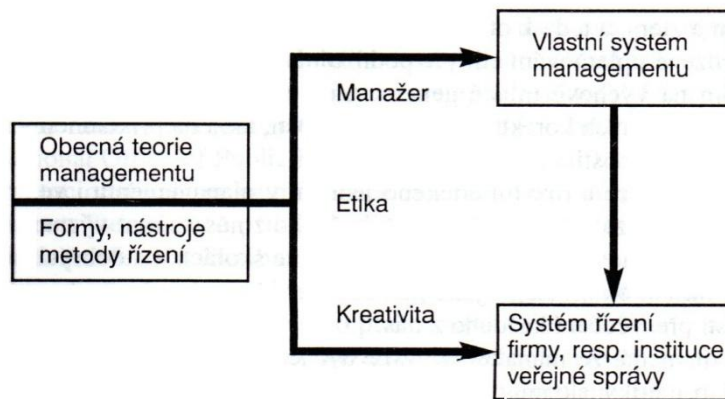 Vlastní systém
managementu
Manažer
Obecná teorie
managementu
Formy, nástroje
metody řízení
Etika
Kreativita
Systém řízení
firmy, resp. instituce
veřejné správy